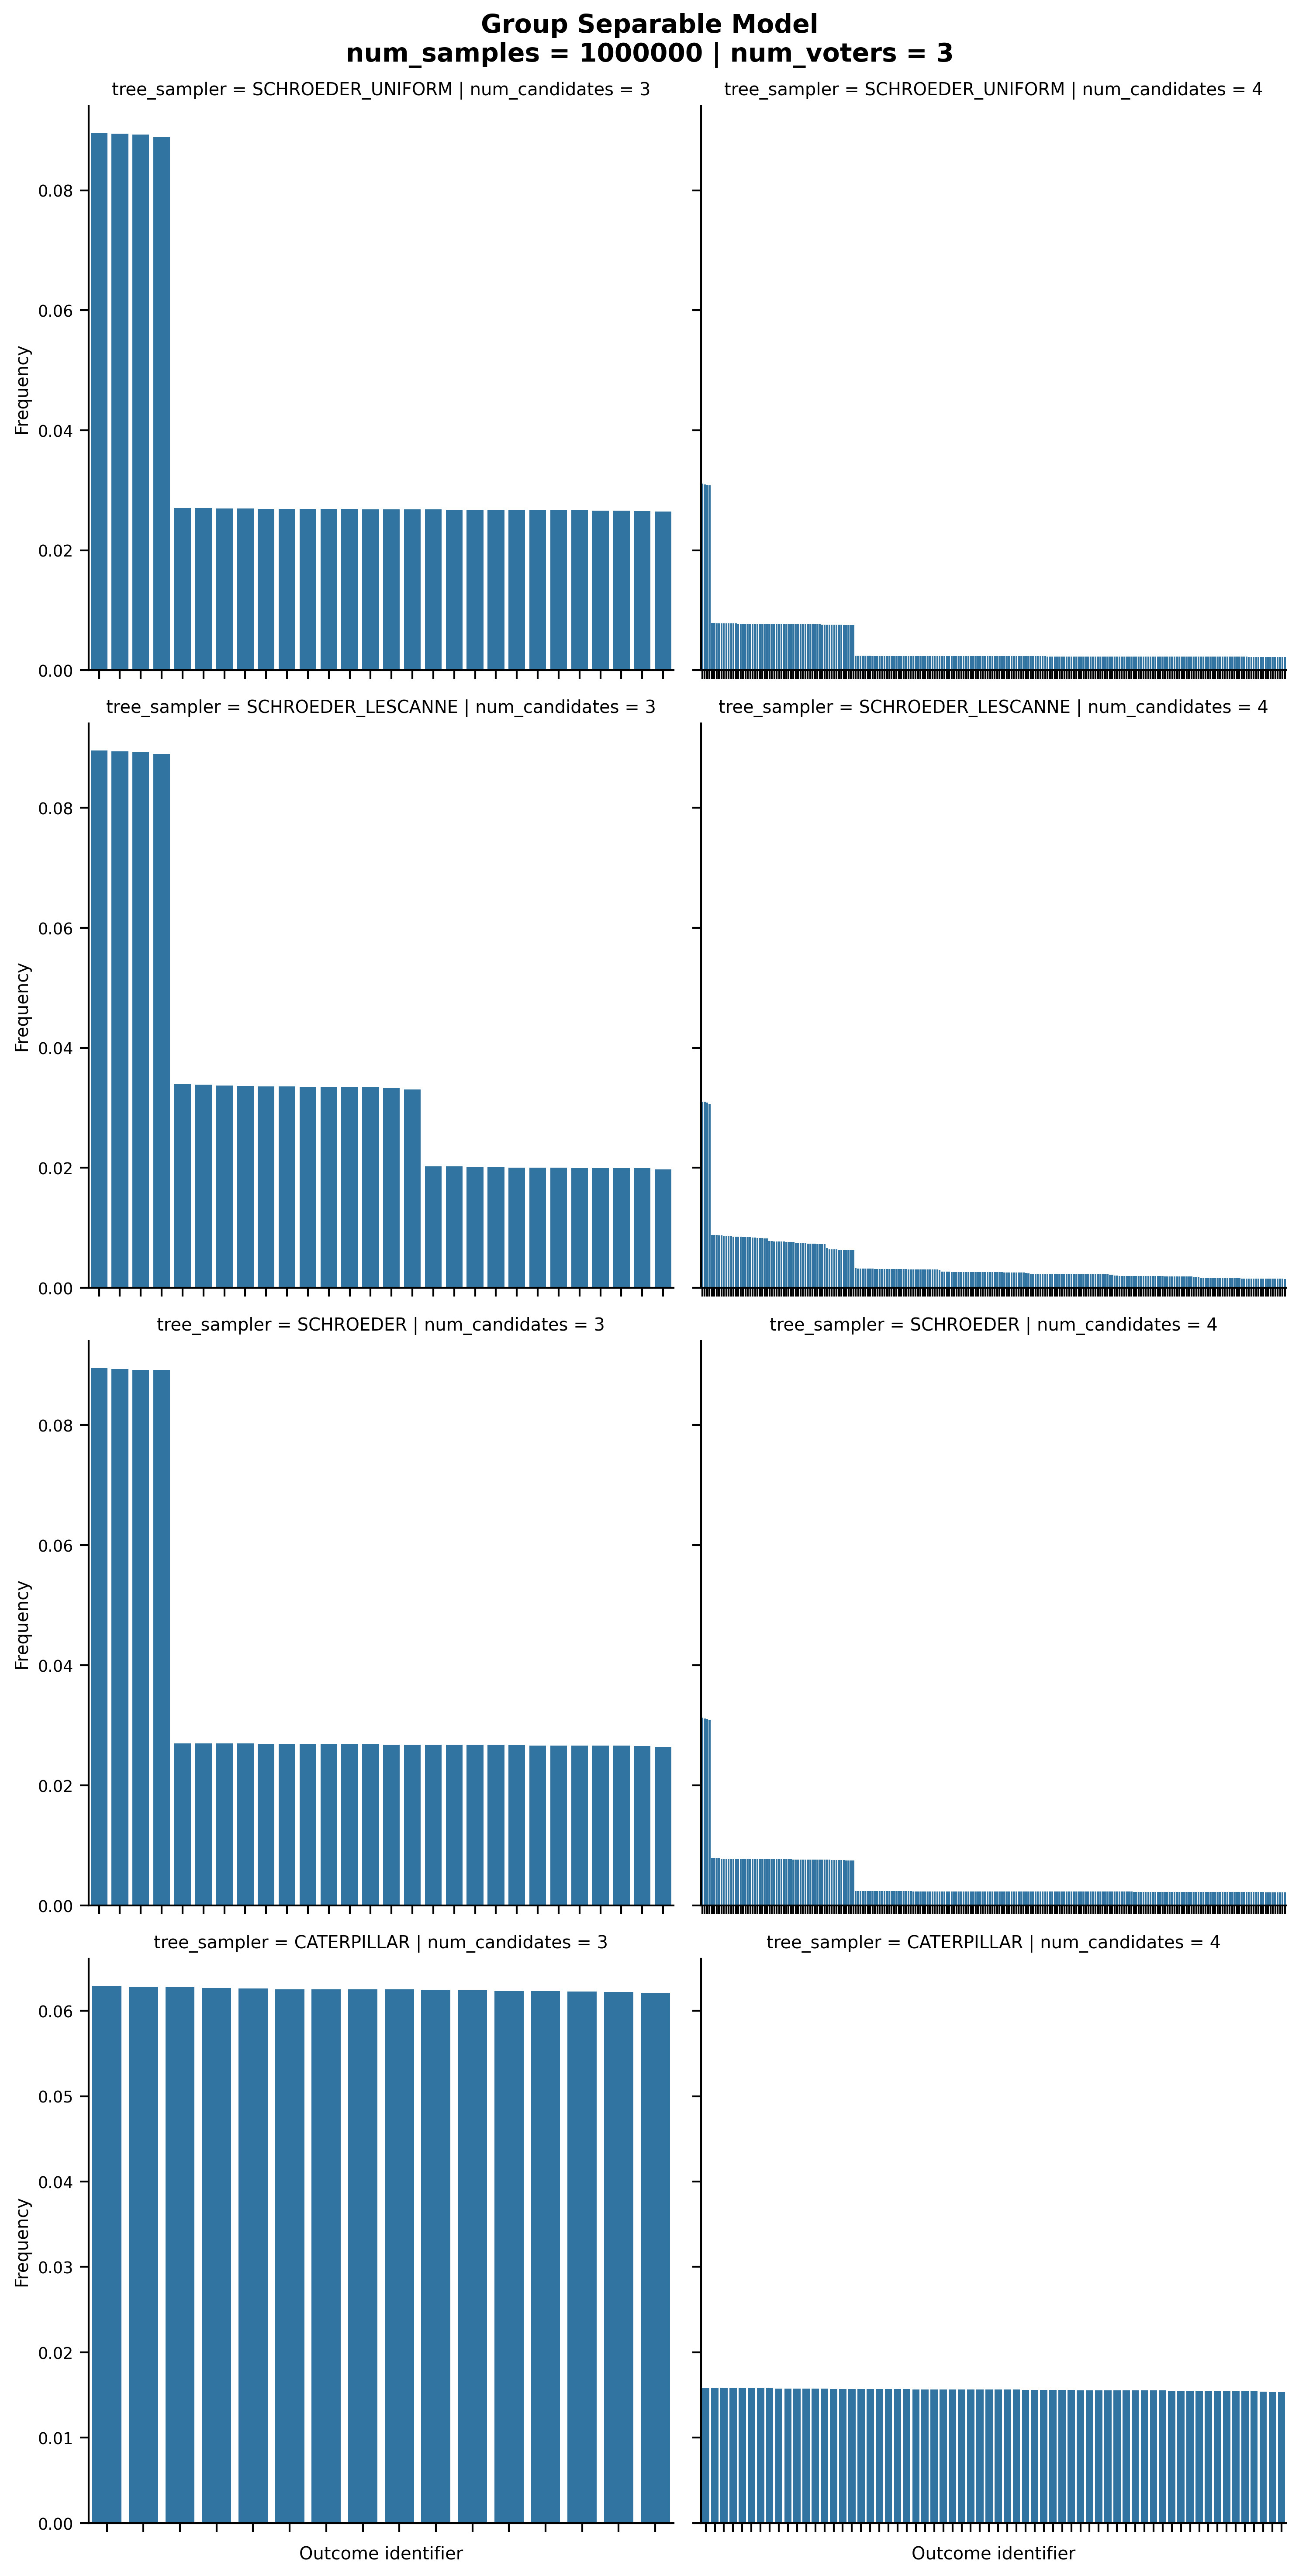 Group Separable Model
num_samples = 1000000 | num_voters = 3
tree_sampler = SCHROEDER_UNIFORM | num_candidates = 3
tree_sampler = SCHROEDER_UNIFORM | num_candidates = 4
0.08
0.06
0.04
0.02
0.00
Frequency
tree_sampler = SCHROEDER_LESCANNE | num_candidates = 3
tree_sampler = SCHROEDER_LESCANNE | num_candidates = 4
0.08
0.06
0.04
0.02
0.00
Frequency
tree_sampler = SCHROEDER | num_candidates = 3
tree_sampler = SCHROEDER | num_candidates = 4
0.08
0.06
0.04
0.02
0.00
Frequency
tree_sampler = CATERPILLAR | num_candidates = 3
tree_sampler = CATERPILLAR | num_candidates = 4
0.06
0.05
0.04
0.03
0.02
0.01
0.00
Frequency
Outcome identifier
Outcome identifier